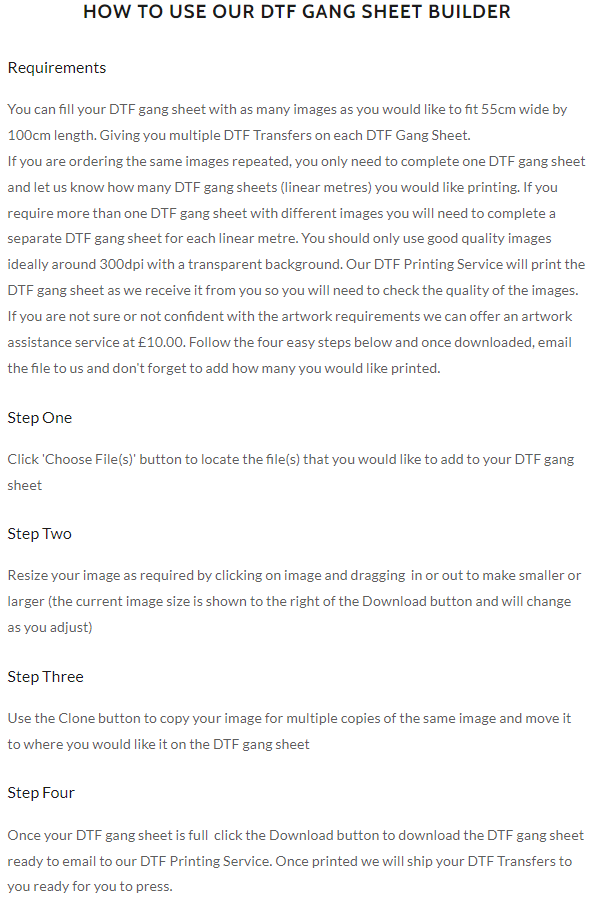 HOW TO USE OUR DTF GANG SHEET BUILDER
Requirements
You can fill your DTF gang sheet with as many images as you would like to fit 55cm wide by
100cm length. Giving you multiple DTF Transfers on each DTF Gang Sheet.
If you are ordering the same images repeated, you only need to complete one DTF gang sheet
and let us know how many DTF gang sheets (linear metres) you would like printing. If you
require more than one DTF gang sheet with different images you will need to complete a
separate DTF gang sheet for each linear metre. You should only use good quality images
ideally around 300dpi with a transparent background. Our DTF Printing Service will print the
DTF gang sheet as we receive it from you so you will need to check the quality of the images.
If you are not sure or not confident with the artwork requirements we can offer an artwork
assistance service at £10.00. Follow the four easy steps below and once downloaded, email
the file to us and don't forget to add how many you would like printed.
Step One
Click 'Choose File(s)' button to locate the file(s) that you would like to add to your DTF gang
sheet
Step Two
Resize your image as required by clicking on image and dragging  in or out to make smaller or
larger (the current image size is shown to the right of the Download button and will change
as you adjust)
Step Three
Use the Clone button to copy your image for multiple copies of the same image and move it
to where you would like it on the DTF gang sheet
Step Four
Once your DTF gang sheet is full  click the Download button to download the DTF gang sheet
ready to email to our DTF Printing Service. Once printed we will ship your DTF Transfers to
you ready for you to press.